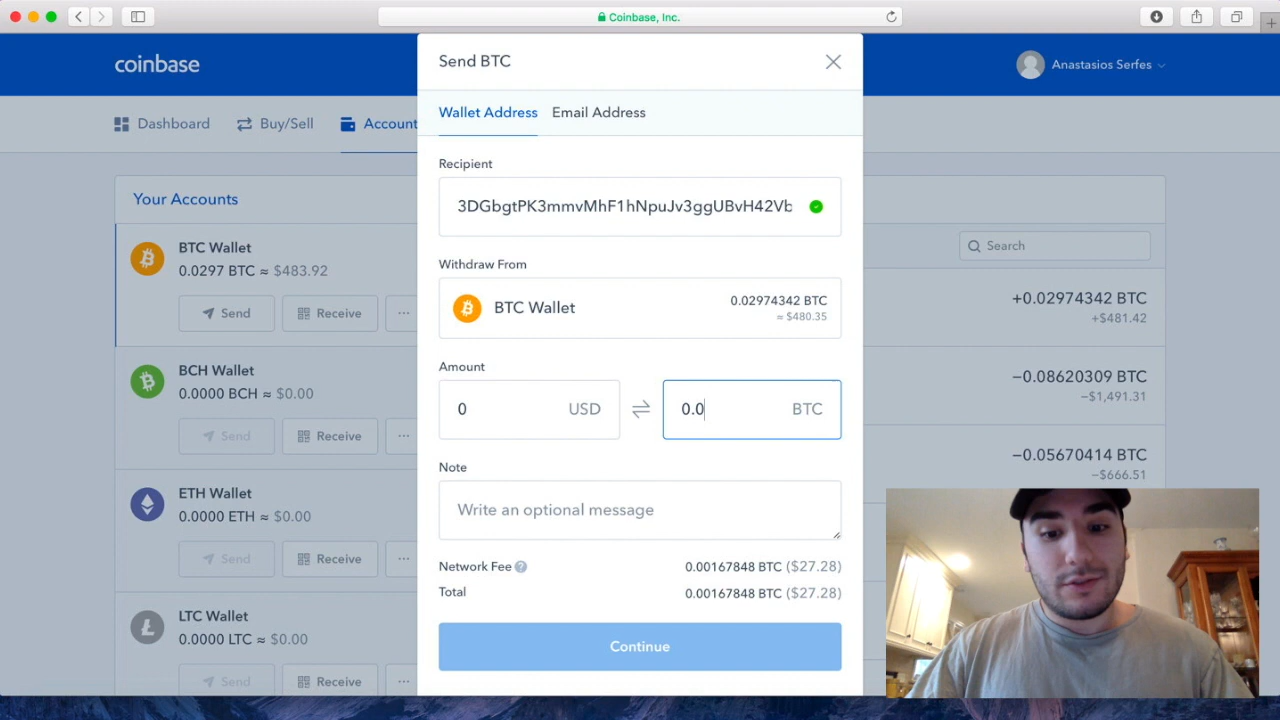 Coinbase, Inc.
coinbase
Anastasios Serfes
Dashboard
Buy/Sell
Account
Your Accounts
BTC Wallet
0.0297 BTC ≈ $483.92
Send
Receive
BCH Wallet
0.0000 BCH ≈ $0.00
Send
Receive
ETH Wallet
0.0000 ETH ≈ $0.00
Send
Receive
LTC Wallet
0.0000 LTC ≈ $0.00
Send
Receive
Send BTC
Wallet Address
Email Address
Recipient
3DGbgtPK3mmvMhF1hNpuJv3ggUBvH42Vb
Withdraw From
BTC Wallet
0.02974342 BTC
≈ $480.35
Amount
0 USD
0.0 BTC
Note
Write an optional message
Network Fee ?
0.00167848 BTC ($27.28)
Total
0.00167848 BTC ($27.28)
Continue
Search
+0.02974342 BTC
+$481.42
−0.08620309 BTC
−$1,491.31
−0.05670414 BTC
−$666.51